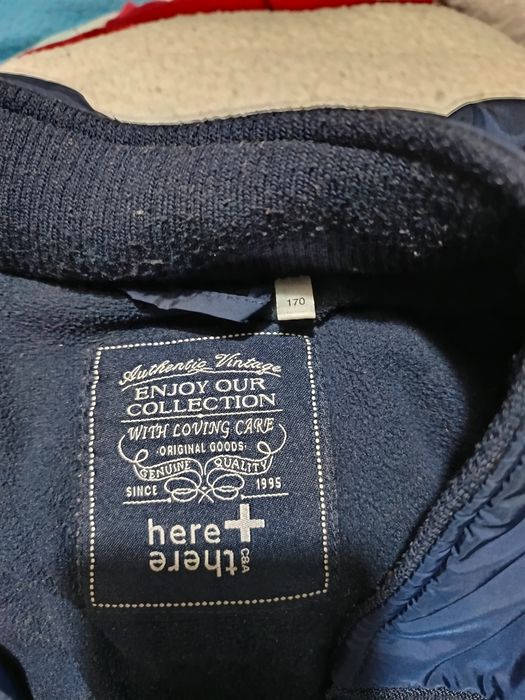 170
Authentic Vintage
ENJOY OUR
COLLECTION
WITH LOVING CARE
·ORIGINAL GOODS·
GENUINE QUALITY
SINCE 1995
here+
there
C&A